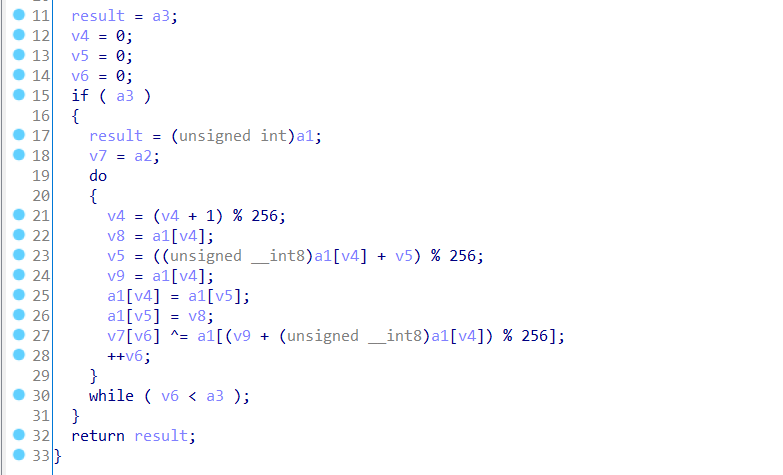 11 result = a3;
12 v4 = 0;
13 v5 = 0;
14 v6 = 0;
15 if ( a3 )
16 {
17 result = (unsigned int)a1;
18 v7 = a2;
19 do
20 {
21 v4 = (v4 + 1) % 256;
22 v8 = a1[v4];
23 v5 = ((unsigned __int8)a1[v4] + v5) % 256;
24 v9 = a1[v4];
25 a1[v4] = a1[v5];
26 a1[v5] = v8;
27 v7[v6] ^= a1[(v9 + (unsigned __int8)a1[v4]) % 256];
28 ++v6;
29 }
30 while ( v6 < a3 );
31 }
32 return result;
33 }